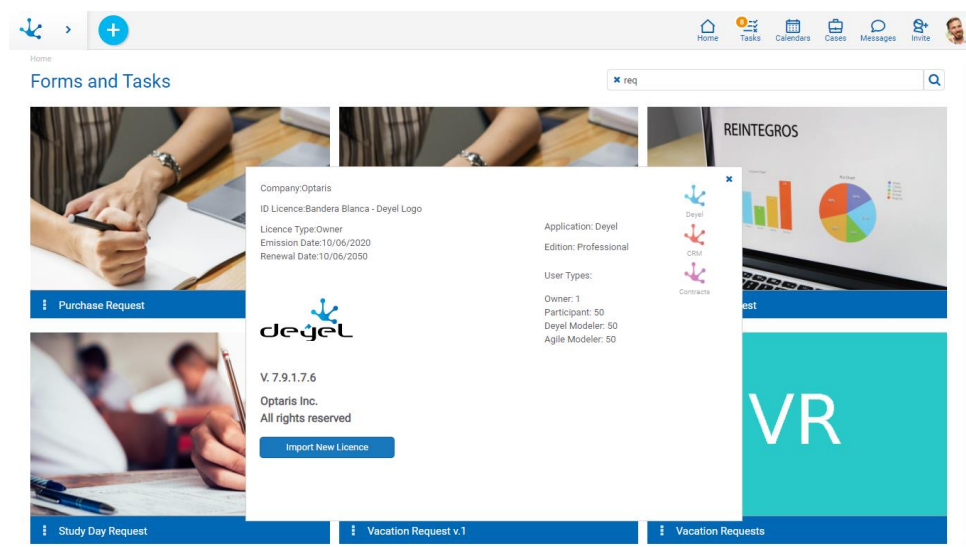 8
Home
Tasks
Calendars
Cases
Messages
Invite
Home
Forms and Tasks
req
REINTEGROS
Company:Optaris
ID Licence:Bandera Blanca - Deyel Logo
Licence Type:Owner
Emission Date:10/06/2020
Renewal Date:10/06/2050
Application: Deyel
Edition: Professional
User Types:
Owner: 1
Participant: 50
Deyel Modeler: 50
Agile Modeler: 50
Deyel
CRM
Contracts
deyel
V. 7.9.1.7.6
Optaris Inc.
All rights reserved
Import New Licence
Purchase Request
est
VR
Study Day Request
Vacation Request v.1
Vacation Requests